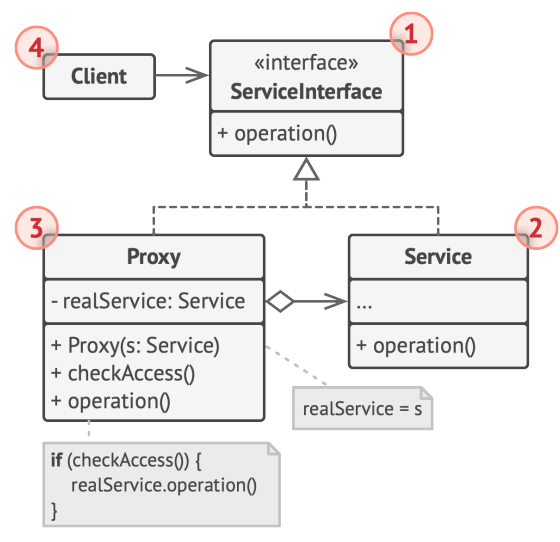 1
4
Client
«interface»
ServiceInterface
+ operation()
3
2
Proxy
- realService: Service
+ Proxy(s: Service)
+ checkAccess()
+ operation()
Service
...
+ operation()
realService = s
if (checkAccess()) {
realService.operation()
}